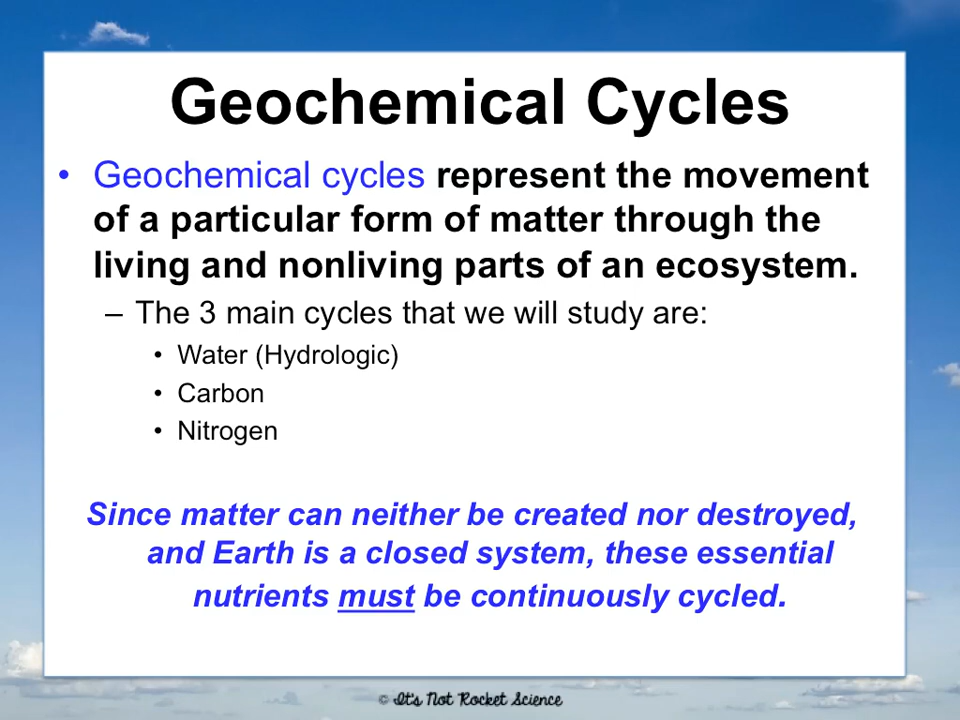 Geochemical Cycles
• Geochemical cycles represent the movement
of a particular form of matter through the
living and nonliving parts of an ecosystem.
– The 3 main cycles that we will study are:
• Water (Hydrologic)
• Carbon
• Nitrogen
Since matter can neither be created nor destroyed,
and Earth is a closed system, these essential
nutrients must be continuously cycled.
© It's Not Rocket Science